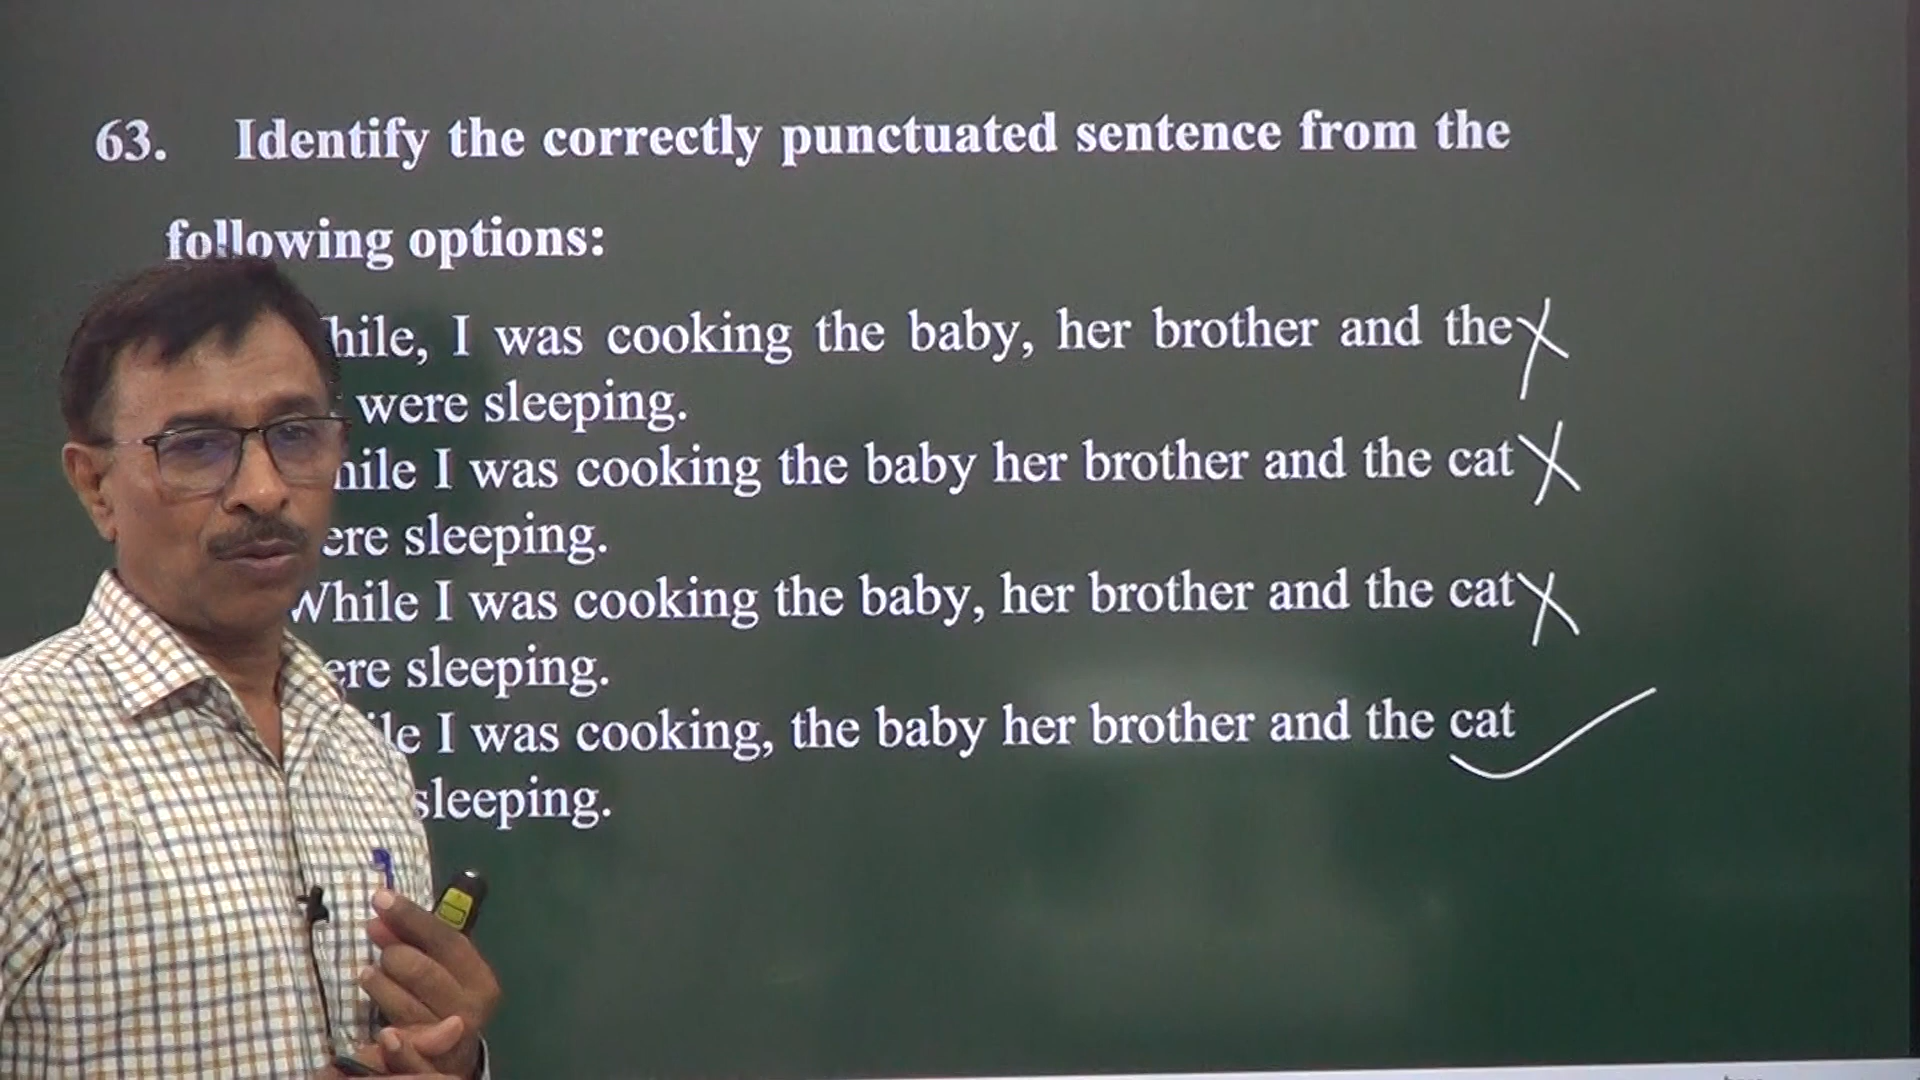 63. Identify the correctly punctuated sentence from the
following options:
hile, I was cooking the baby, her brother and the
were sleeping.
hile I was cooking the baby her brother and the cat
ere sleeping.
While I was cooking the baby, her brother and the cat
ere sleeping.
le I was cooking, the baby her brother and the cat
sleeping.